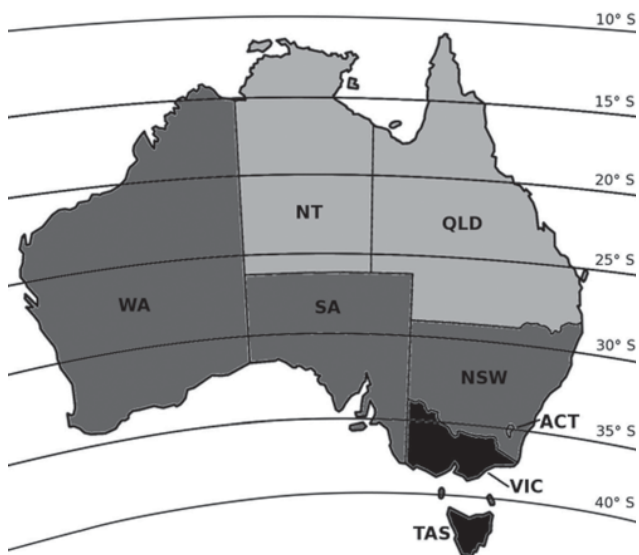 10° S
15° S
20° S
NT
QLD
25° S
WA
SA
30° S
NSW
ACT
35° S
VIC
40° S
TAS